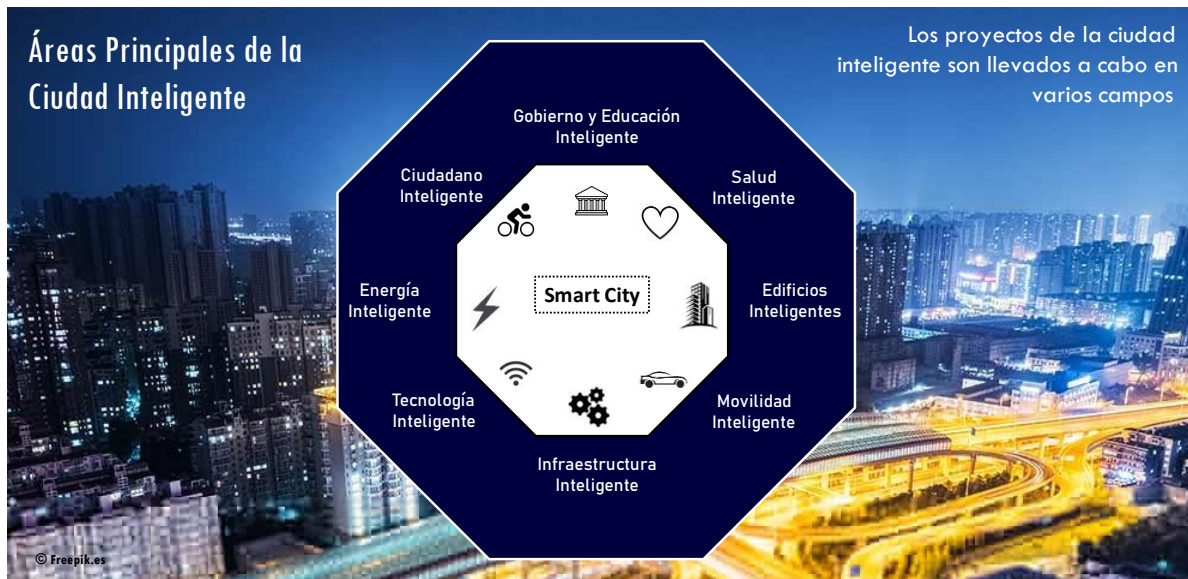 Áreas Principales de la
Ciudad Inteligente
Los proyectos de la ciudad
inteligente son llevados a cabo en
varios campos
Gobierno y Educación
Inteligente
Ciudadano
Inteligente
Salud
Inteligente
Energía
Inteligente
Smart City
Edificios
Inteligentes
Tecnología
Inteligente
Movilidad
Inteligente
Infraestructura
Inteligente
© Freepik.es